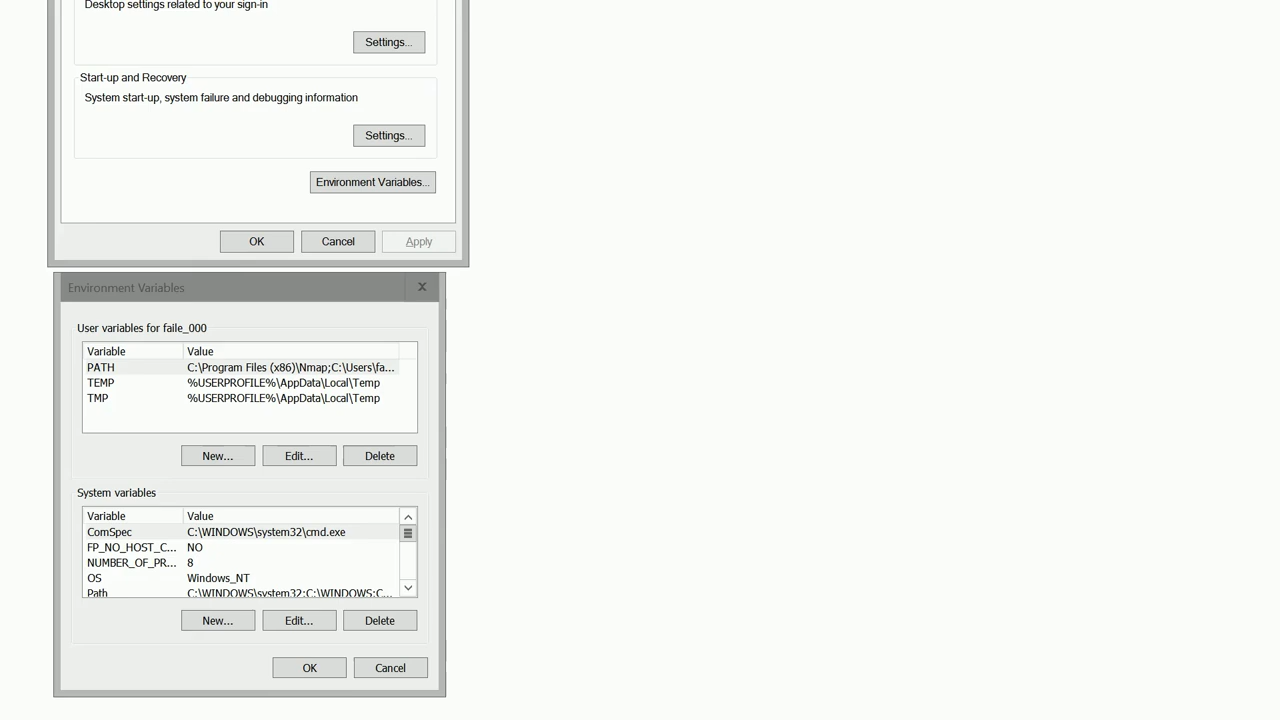 Desktop settings related to your sign-in
Settings...
Start-up and Recovery
System start-up, system failure and debugging information
Settings...
Environment Variables...
OK Cancel Apply
Environment Variables X
User variables for faile_000
Variable Value
PATH C:\Program Files (x86)\Nmap;C:\Users\fa...
TEMP %USERPROFILE%\AppData\Local\Temp
TMP %USERPROFILE%\AppData\Local\Temp
New... Edit... Delete
System variables
Variable Value
ComSpec C:\WINDOWS\system32\cmd.exe
FP_NO_HOST_C... NO
NUMBER_OF_PR... 8
OS Windows_NT
Path C:\WINDOWS\system32;C:\WINDOWS;C...
New... Edit... Delete
OK Cancel